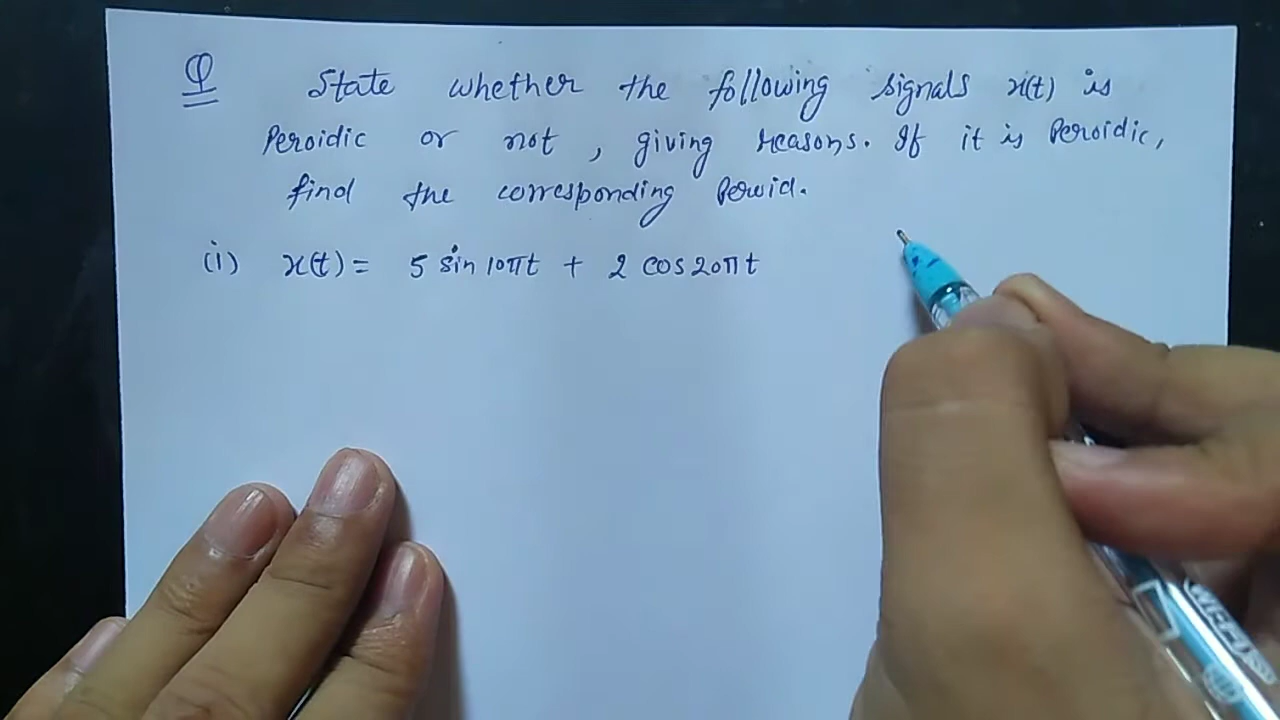 Q State whether the following signals x(t) is
Peroidic or not, giving reasons. If it is Peroidic,
find the corresponding Peroid.
(i) x(t) = 5 sin 10πt + 2 cos 20πt